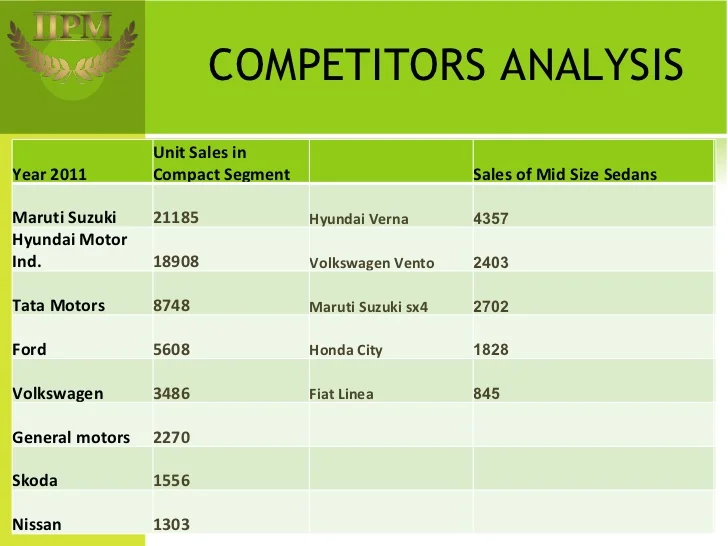 IIPM
COMPETITORS ANALYSIS
Year 2011
Unit Sales in
Compact Segment
Sales of Mid Size Sedans
Maruti Suzuki 21185 Hyundai Verna 4357
Hyundai Motor
Ind. 18908 Volkswagen Vento 2403
Tata Motors 8748 Maruti Suzuki sx4 2702
Ford 5608 Honda City 1828
Volkswagen 3486 Fiat Linea 845
General motors 2270
Skoda 1556
Nissan 1303